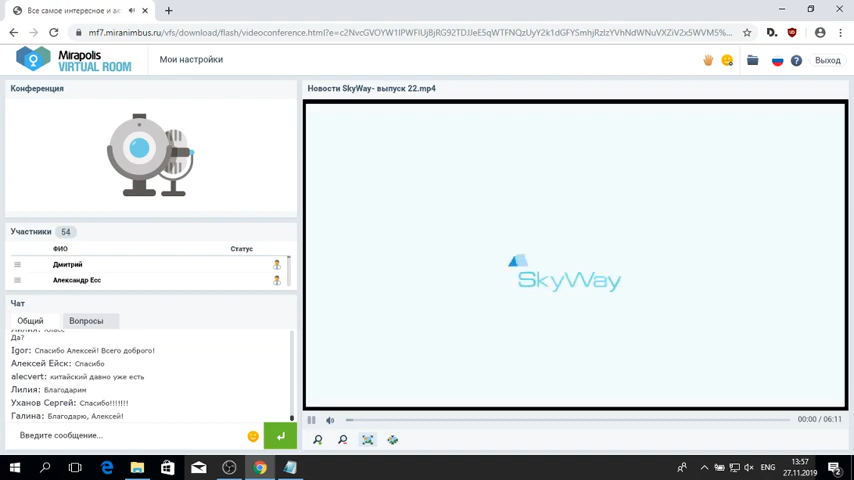 Все самое интересное и ак
mf7.miranimbus.ru/vfs/download/flash/videoconference.html?e=
Mirapolis
VIRTUAL ROOM
Мои настройки
Выход
Конференция
Новости SkyWay- выпуск 22.mp4
SkyWay
Участники 54
ФИО Статус
Дмитрий
Александр Есс
Чат
Общий Вопросы
Да?
Igor: Спасибо Алексей! Всего доброго!
Алексей Ейск: Спасибо
alecvert: китайский давно уже есть
Лилия: Благодарим
Уханов Сергей: Спасибо!!!!!!!
Галина: Благодарю, Алексей!
00:00 / 06:11
Введите сообщение...
ENG
13:57
27.11.2019
2